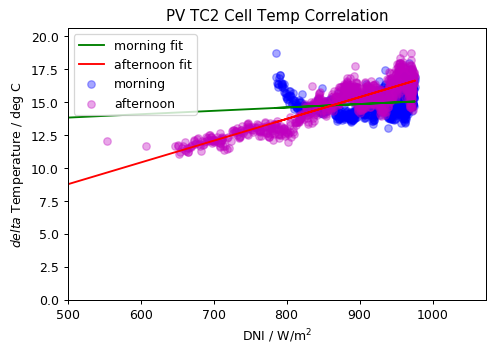 PV TC2 Cell Temp Correlation
20.0
17.5
15.0
12.5
10.0
7.5
5.0
2.5
0.0
delta Temperature / deg C
morning fit
afternoon fit
morning
afternoon
500
600
700
800
900
1000
DNI / W/m²